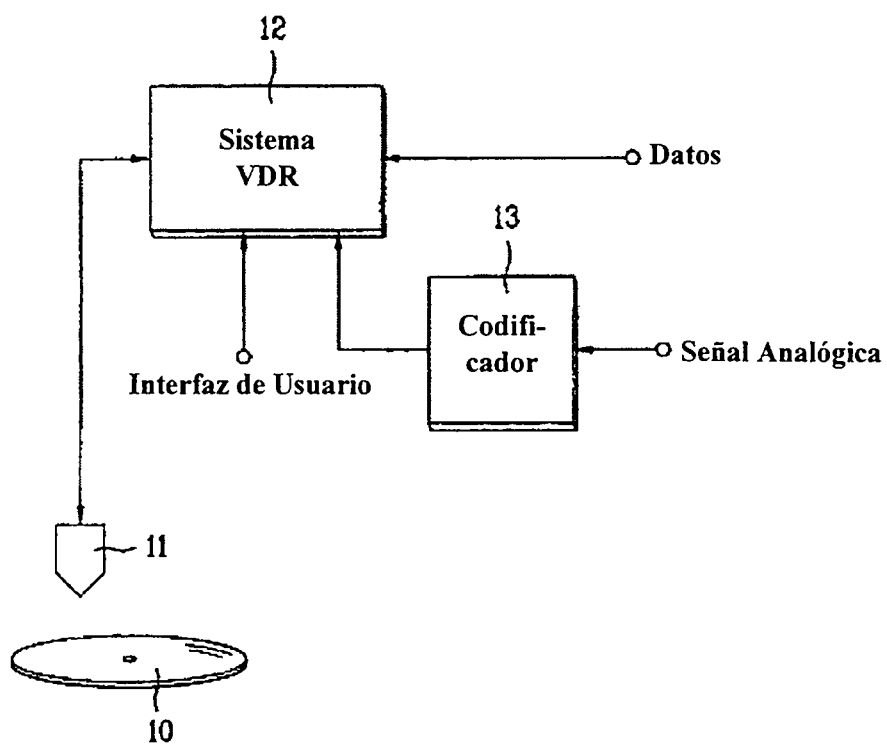 12
Sistema
VDR
Datos
13
Codifi-
cador
Señal Analógica
Interfaz de Usuario
11
10